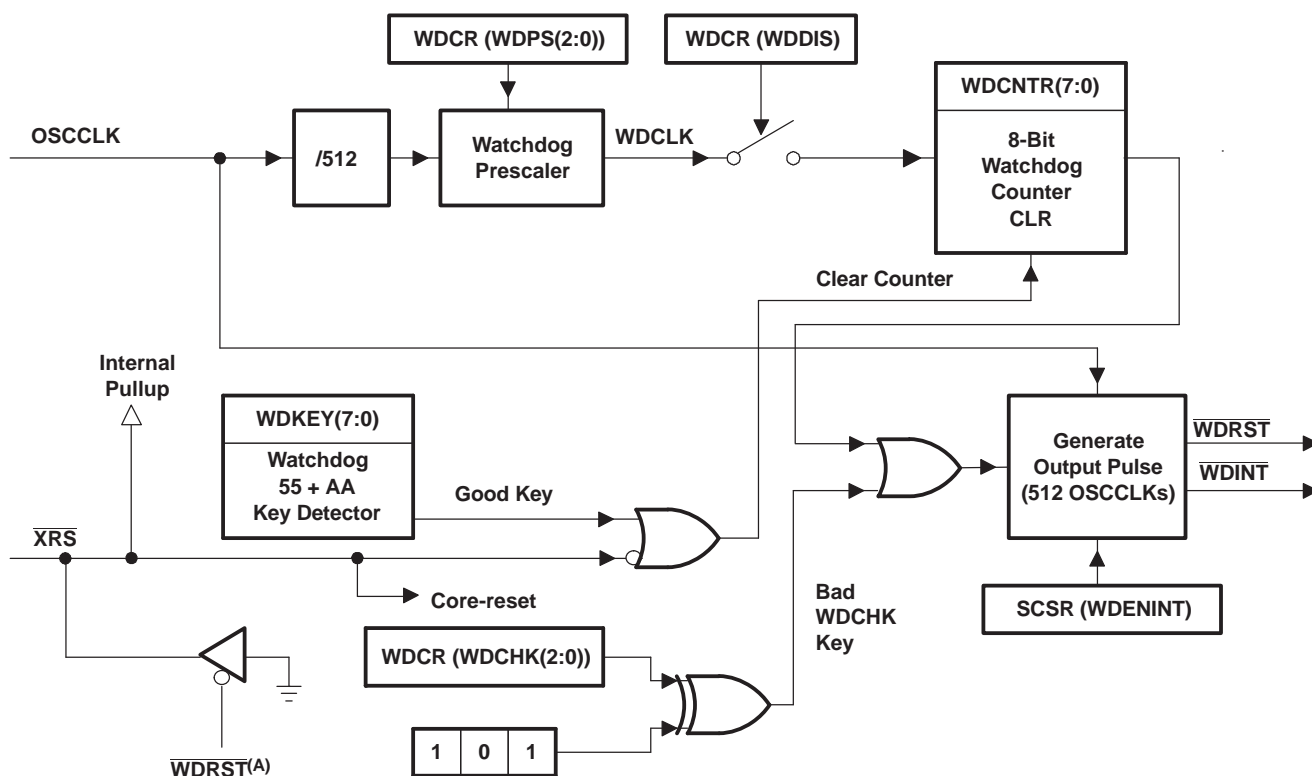 WDCR (WDPS(2:0))
WDCR (WDDIS)
WDCNTR(7:0)
OSCCLK
/512
Watchdog
Prescaler
WDCLK
8-Bit
Watchdog
Counter
CLR
Clear Counter
Internal
Pullup
WDKEY(7:0)
Watchdog
55 + AA
Key Detector
Good Key
Generate
Output Pulse
(512 OSCCLKs)
WDRST
WDINT
XRS
Core-reset
Bad
WDCHK
Key
SCSR (WDENINT)
WDCR (WDCHK(2:0))
1 0 1
WDRST(A)